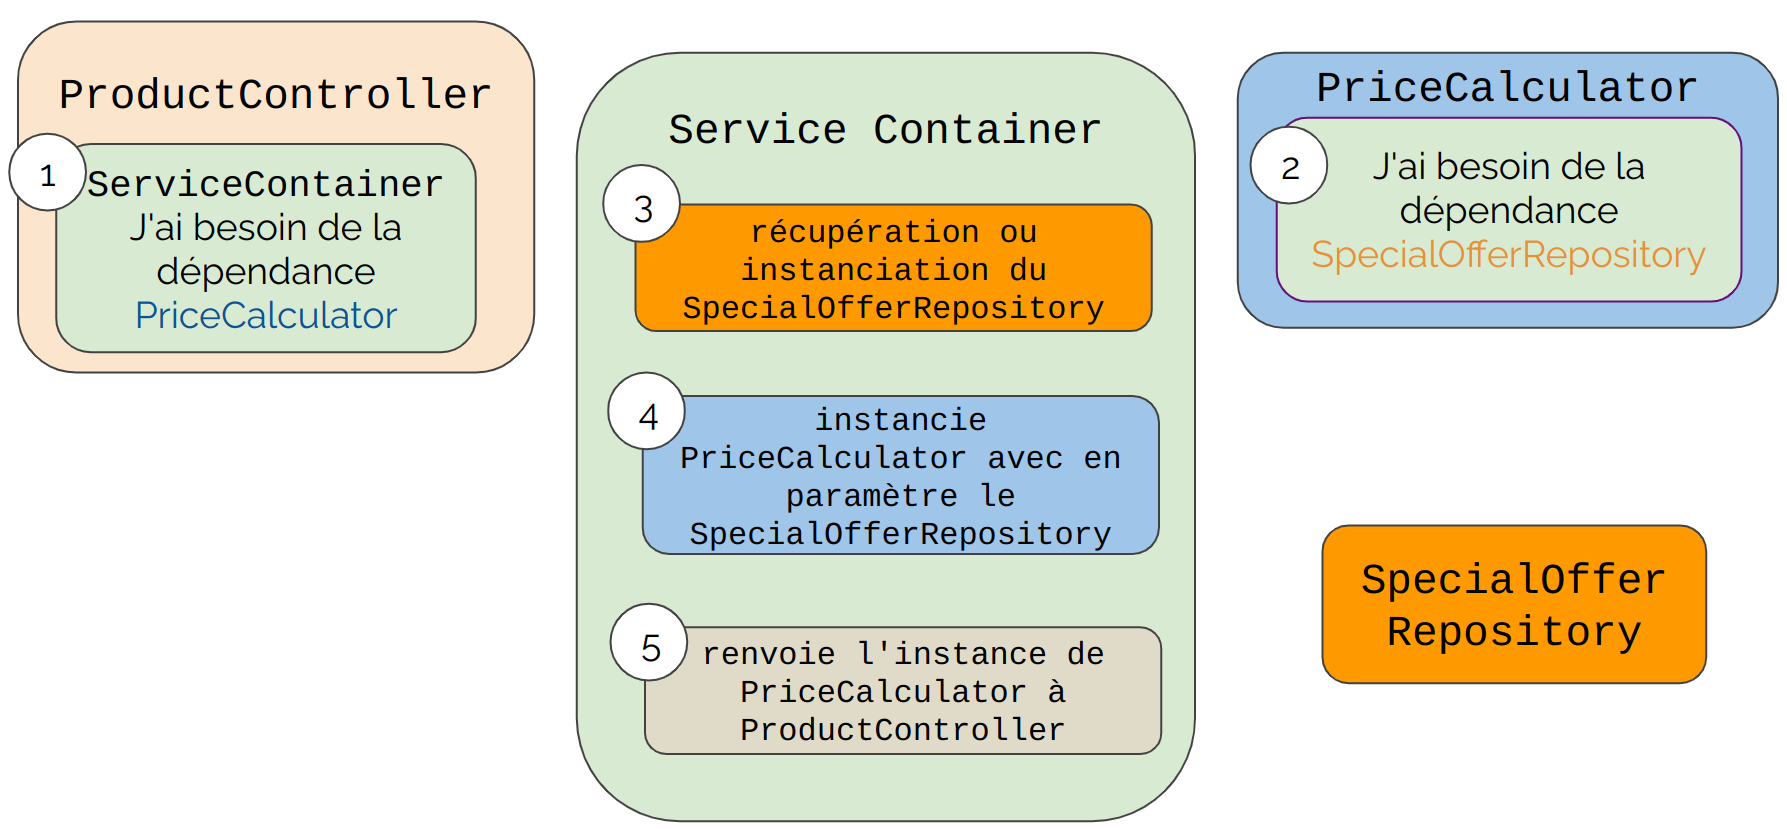 ProductController
1
ServiceContainer
J'ai besoin de la
dépendance
PriceCalculator
Service Container
3
récupération ou
instanciation du
SpecialOfferRepository
4
instancie
PriceCalculator avec en
paramètre le
SpecialOfferRepository
5
renvoie l'instance de
PriceCalculator à
ProductController
PriceCalculator
2
J'ai besoin de la
dépendance
SpecialOfferRepository
SpecialOffer
Repository